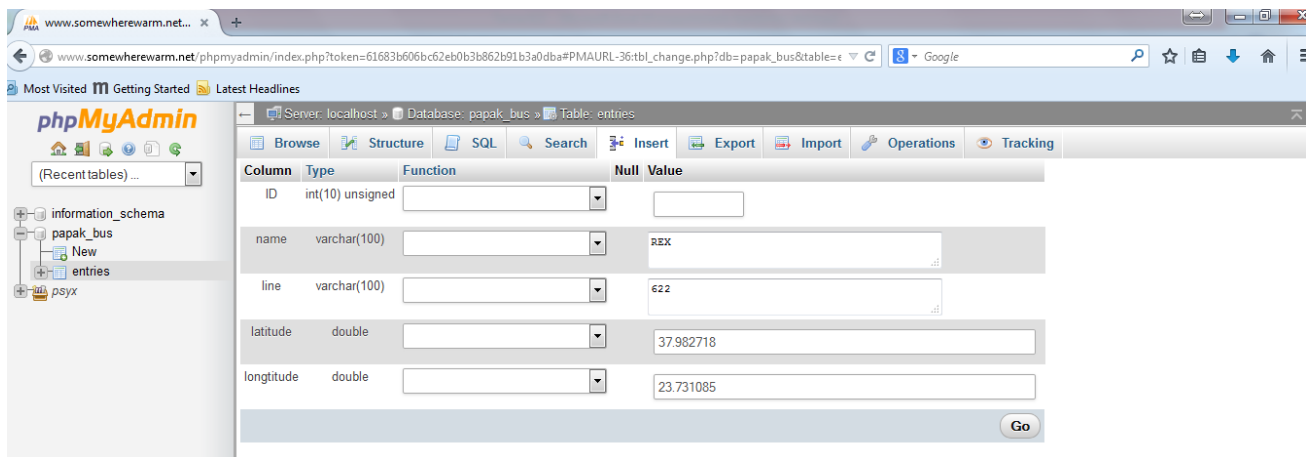 www.somewherewarm.net...
www.somewherewarm.net/phpmyadmin/index.php?token=61683b606bc62eb0b3b862b91b3a0dba#PMAURL-36:tbl_change.php?db=papak_bus&table=e
8 Google
Most Visited Getting Started Latest Headlines
phpMyAdmin
(Recent tables) ...
information_schema
papak_bus
New
entries
psyx
Server: localhost » Database: papak_bus » Table: entries
Browse Structure SQL Search Insert Export Import Operations Tracking
Column Type Function Null Value
ID int(10) unsigned
name varchar(100) REX
line varchar(100) 622
latitude double 37.982718
longtitude double 23.731085
Go